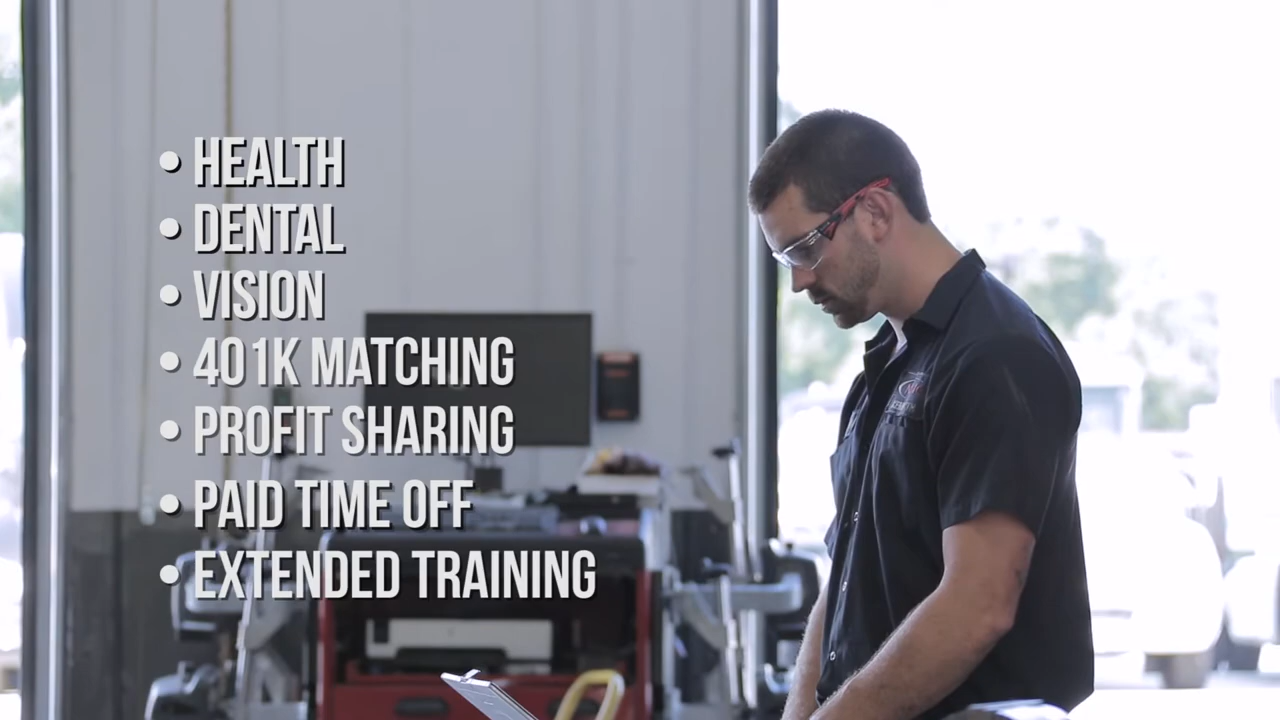 • HEALTH
• DENTAL
• VISION
• 401K MATCHING
• PROFIT SHARING
• PAID TIME OFF
• EXTENDED TRAINING